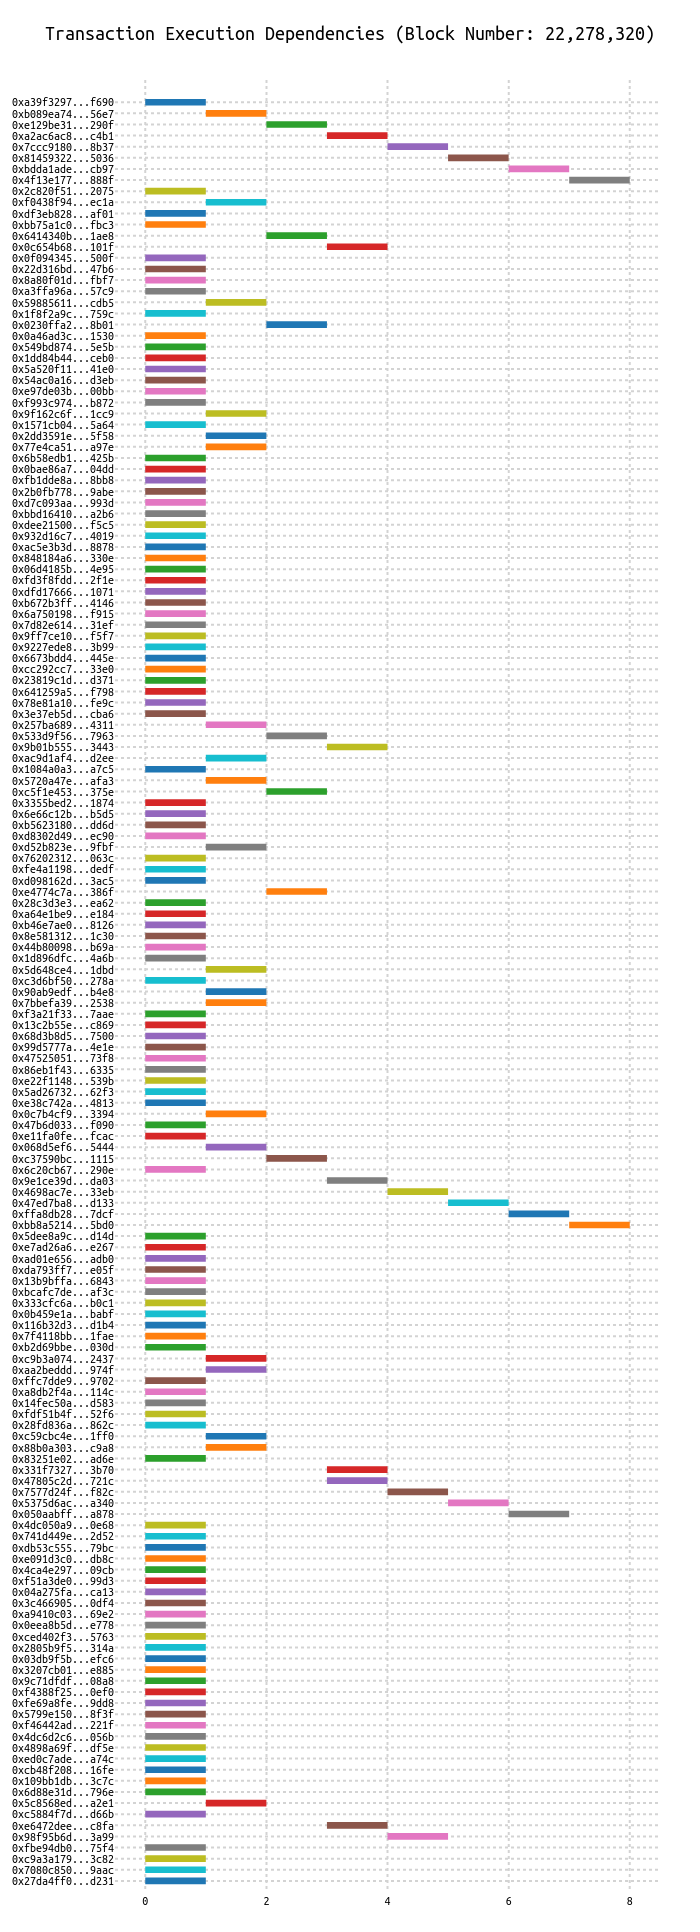 Transaction Execution Dependencies (Block Number: 22,278,320)
0xa39f3297...f690
0xb089ea74...56e7
0xe129be31...290f
0xa2ac6ac8...c4b1
0x7ccc9180...8b37
0x81459322...5036
0xbdda1ade...cb97
0x4f13e177...888f
0x2c820f51...2075
0xf0438f94...ec1a
0xdf3eb828...af01
0xbb75a1c0...fbc3
0x6414340b...1ae8
0x0c654b68...101f
0x0f094345...500f
0x22d316bd...47b6
0x8a80f01d...fbf7
0xa3ffa96a...57c9
0x59885611...cdb5
0x1f8f2a9c...759c
0x0230ffa2...8b01
0x0a46ad3c...1530
0x549bd874...5e5b
0x1dd84b44...ceb0
0x5a520f11...41e0
0x54ac0a16...d3eb
0xe97de03b...00bb
0xf993c974...b872
0x9f162c6f...1cc9
0x1571cb04...5a64
0x2dd3591e...5f58
0x77e4ca51...a97e
0x6b58edb1...425b
0x0bae86a7...04dd
0xfb1dde8a...8bb8
0x2b0fb778...9abe
0xd7c093aa...993d
0xbbd16410...a2b6
0xdee21500...f5c5
0x932d16c7...4019
0xac5e3b3d...8878
0x848184a6...330e
0x06d4185b...4e95
0xfd3f8fdd...2f1e
0xdfd17666...1071
0xb672b3ff...4146
0x6a750198...f915
0x7d82e614...31ef
0x9ff7ce10...f5f7
0x9227ede8...3b99
0x6673bdd4...445e
0xcc292cc7...33e0
0x23819c1d...d371
0x641259a5...f798
0x78e81a10...fe9c
0x3e37eb5d...cba6
0x257ba689...4311
0x533d9f56...7963
0x9b01b555...3443
0xac9d1af4...d2ee
0x1084a0a3...a7c5
0x5720a47e...afa3
0xc5f1e453...375e
0x3355bed2...1874
0x6e66c12b...b5d5
0xb5623180...dd6d
0xd8302d49...ec90
0xd52b823e...9fbf
0x76202312...063c
0xfe4a1198...dedf
0xd098162d...3ac5
0xe4774c7a...386f
0x28c3d3e3...ea62
0xa64e1be9...e184
0xb46e7ae0...8126
0x8e581312...1c30
0x44b80098...b69a
0x1d896dfc...4a6b
0x5d648ce4...1dbd
0xc3d6bf50...278a
0x90ab9edf...b4e8
0x7bbefa39...2538
0xf3a21f33...7aae
0x13c2b55e...c869
0x68d3b8d5...7500
0x99d5777a...4e1e
0x47525051...73f8
0x86eb1f43...6335
0xe22f1148...539b
0x5ad26732...62f3
0xe38c742a...4813
0x0c7b4cf9...3394
0x47b6d033...f090
0xe11fa0fe...fcac
0x068d5ef6...5444
0xc37590bc...1115
0x6c20cb67...290e
0x9e1ce39d...da03
0x4698ac7e...33eb
0x47ed7ba8...d133
0xffa8db28...7dcf
0xbb8a5214...5bd0
0x5dee8a9c...d14d
0xe7ad26a6...e267
0xad01e656...adb0
0xda793ff7...e05f
0x13b9bffa...6843
0xbcafc7de...af3c
0x333cfc6a...b0c1
0x0b459e1a...babf
0x116b32d3...d1b4
0x7f4118bb...1fae
0xb2d69bbe...030d
0xc9b3a074...2437
0xaa2beddd...974f
0xffc7dde9...9702
0xa8db2f4a...114c
0x14fec50a...d583
0xfdf51b4f...52f6
0x28fd836a...862c
0xc59cbc4e...1ff0
0x88b0a303...c9a8
0x83251e02...ad6e
0x331f7327...3b70
0x47805c2d...721c
0x7577d24f...f82c
0x5375d6ac...a340
0x050aabff...a878
0x4dc050a9...0e68
0x741d449e...2d52
0xdb53c555...79bc
0xe091d3c0...db8c
0x4ca4e297...09cb
0xf51a3de0...99d3
0x04a275fa...ca13
0x3c466905...0df4
0xa9410c03...69e2
0x0eea8b5d...e778
0xced402f3...5763
0x2805b9f5...314a
0x03db9f5b...efc6
0x3207cb01...e885
0x9c71dfdf...08a8
0xf4388f25...0ef0
0xfe69a8fe...9dd8
0x5799e150...8f3f
0xf46442ad...221f
0x4dc6d2c6...056b
0x4898a69f...df5e
0xed0c7ade...a74c
0xcb48f208...16fe
0x109bb1db...3c7c
0x6d88e31d...796e
0x5c8568ed...a2e1
0xc5884f7d...d66b
0xe6472dee...c8fa
0x98f95b6d...3a99
0xfbe94db0...75f4
0xc9a3a179...3c82
0x7080c850...9aac
0x27da4ff0...d231
0 2 4 6 8